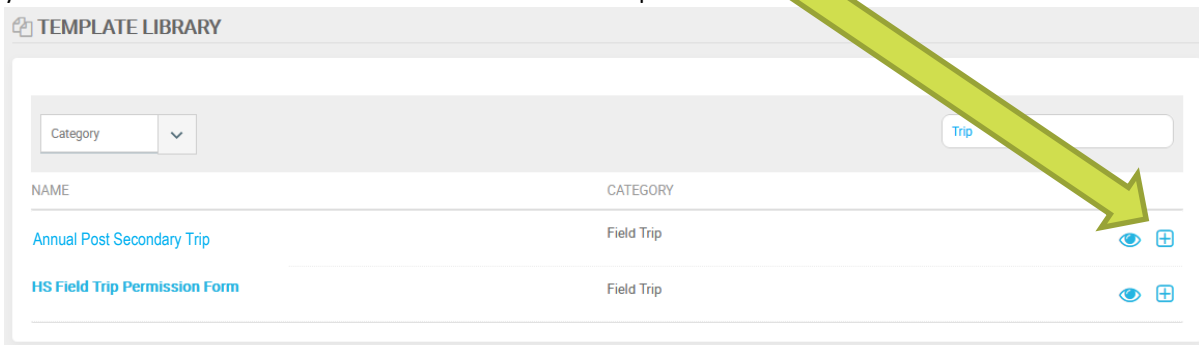 TEMPLATE LIBRARY
Category
Trip
NAME CATEGORY
Annual Post Secondary Trip Field Trip
HS Field Trip Permission Form Field Trip